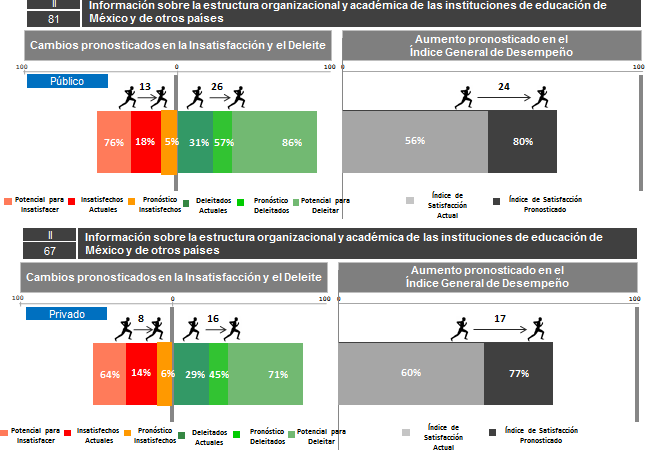 II
Información sobre la estructura organizacional y académica de las instituciones de educación de
81
México y de otros países
Cambios pronosticados en la Insatisfacción y el Deleite
Aumento pronosticado en el
Índice General de Desempeño
100 0 100 0 100
Público
13 26 24
76% 18% 5% 31% 57% 86% 56% 80%
Potencial para
Insatisfacer
Insatisfechos
Actuales
Pronóstico
Insatisfechos
Deleitados
Actuales
Pronóstico
Deleitados
Potencial para
Deleitar
Índice de
Satisfacción
Actual
Índice de Satisfacción
Pronosticado
II
Información sobre la estructura organizacional y académica de las instituciones de educación de
67
México y de otros países
Cambios pronosticados en la Insatisfacción y el Deleite
Aumento pronosticado en el
Índice General de Desempeño
100 0 100 0 100
Privado
8 16 17
64% 14% 6% 29% 45% 71% 60% 77%
Potencial para
Insatisfacer
Insatisfechos
Actuales
Pronóstico
Insatisfechos
Deleitados
Actuales
Pronóstico
Deleitados
Potencial para
Deleitar
Índice de
Satisfacción
Actual
Índice de Satisfacción
Pronosticado